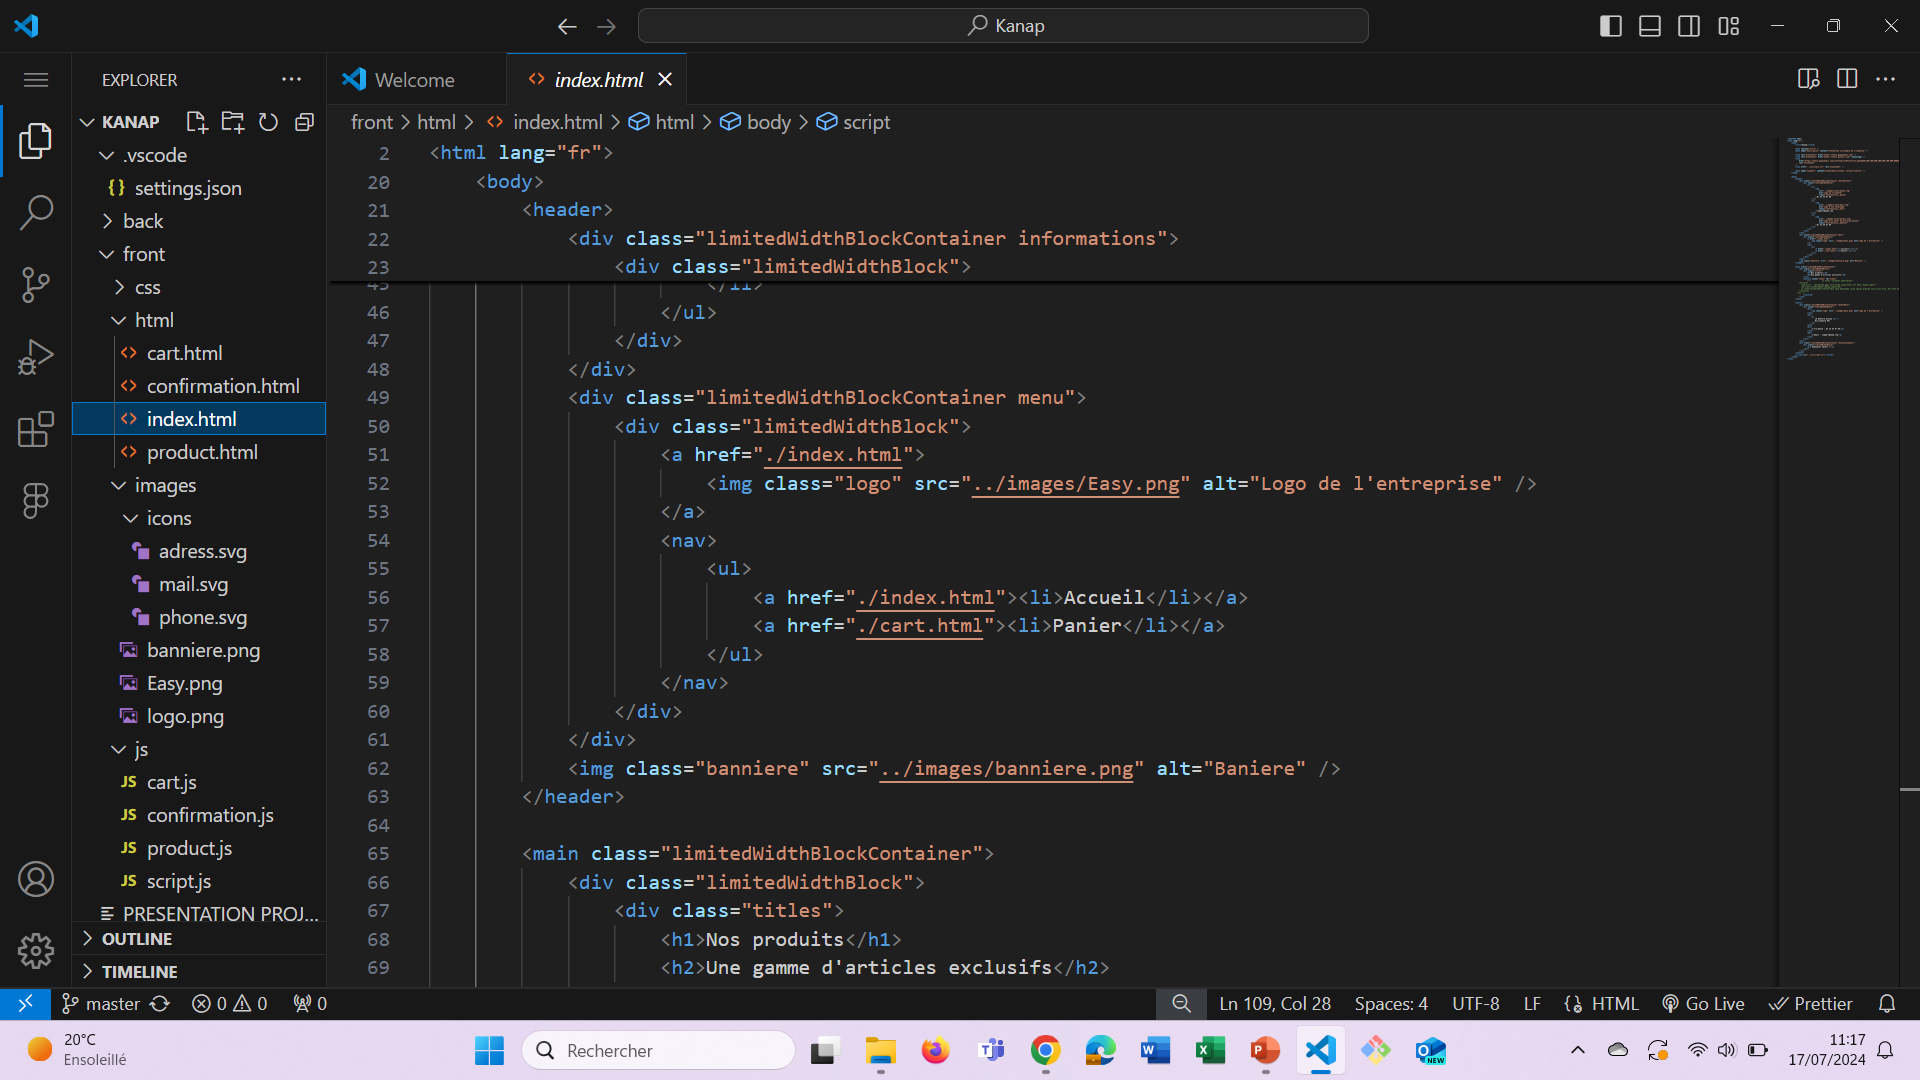 Kanap
EXPLORER
KANAP
.vscode
settings.json
back
front
css
html
cart.html
confirmation.html
index.html
product.html
images
icons
adress.svg
mail.svg
phone.svg
banniere.png
Easy.png
logo.png
js
JS cart.js
JS confirmation.js
JS product.js
JS script.js
PRESENTATION PROJ...
OUTLINE
TIMELINE
Welcome
index.html
front > html > index.html > html > body > script
2 <html lang="fr">
20 <body>
21 <header>
22 <div class="limitedWidthBlockContainer informations">
23 <div class="limitedWidthBlock">
45 </li>
46 </ul>
47 </div>
48 </div>
49 <div class="limitedWidthBlockContainer menu">
50 <div class="limitedWidthBlock">
51 <a href="./index.html">
52 <img class="logo" src="../images/Easy.png" alt="Logo de l'entreprise" />
53 </a>
54 <nav>
55 <ul>
56 <a href="./index.html"><li>Accueil</li></a>
57 <a href="./cart.html"><li>Panier</li></a>
58 </ul>
59 </nav>
60 </div>
61 </div>
62 <img class="banniere" src="../images/banniere.png" alt="Baniere" />
63 </header>
64
65 <main class="limitedWidthBlockContainer">
66 <div class="limitedWidthBlock">
67 <div class="titles">
68 <h1>Nos produits</h1>
69 <h2>Une gamme d'articles exclusifs</h2>
master 0 0 0 Ln 109, Col 28 Spaces: 4 UTF-8 LF HTML Go Live Prettier
20°C
Ensoleillé
Rechercher
NEW
11:17
17/07/2024